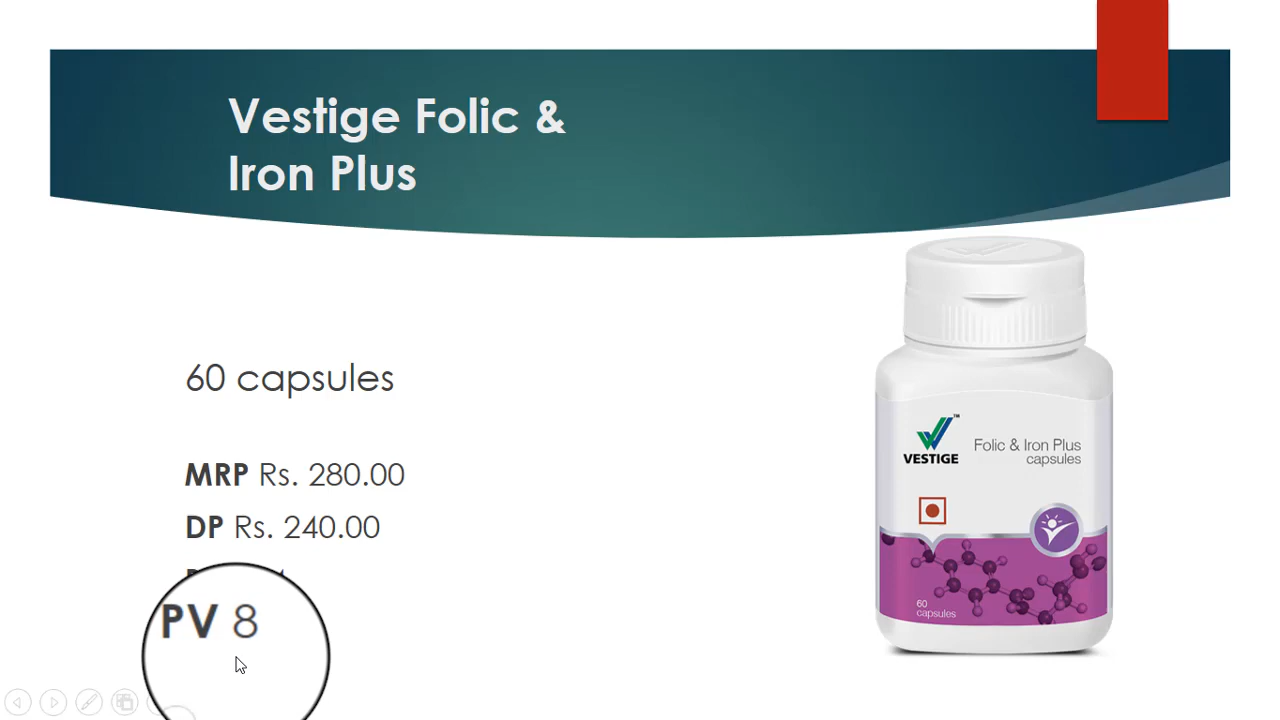 Vestige Folic &
Iron Plus
60 capsules
MRP Rs. 280.00
DP Rs. 240.00
PV 8
VESTIGE
TM
Folic & Iron Plus
capsules
60
capsules